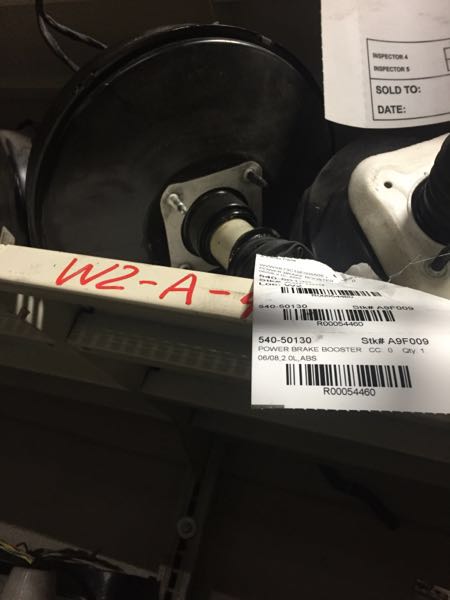 INSPECTOR 4
INSPECTOR 5
SOLD TO:
DATE:
W2-A-
R00054460
540-50130 Stk# A9F009
R00054460
540-50130 Stk# A9F009
POWER BRAKE BOOSTER CC: 0 Qty 1
06/08,2.0L,ABS
R00054460